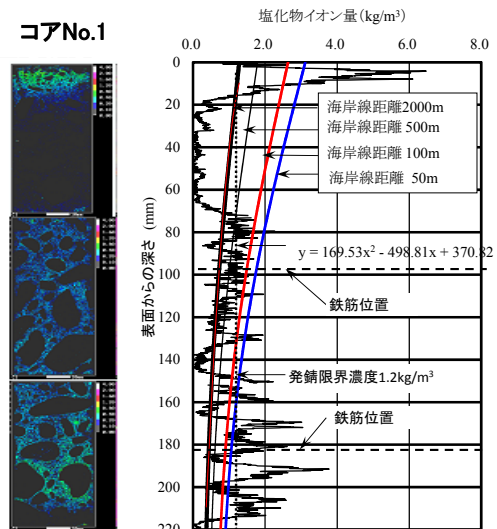 コアNo.1
塩化物イオン量(kg/m³)
0.0 2.0 4.0 6.0 8.0
表面からの深さ (mm)
0
20
40
60
80
100
120
140
160
180
200
220
海岸線距離2000m
海岸線距離 500m
海岸線距離 100m
海岸線距離 50m
y = 169.53x² - 498.81x + 370.82
鉄筋位置
発錆限界濃度1.2kg/m³
鉄筋位置